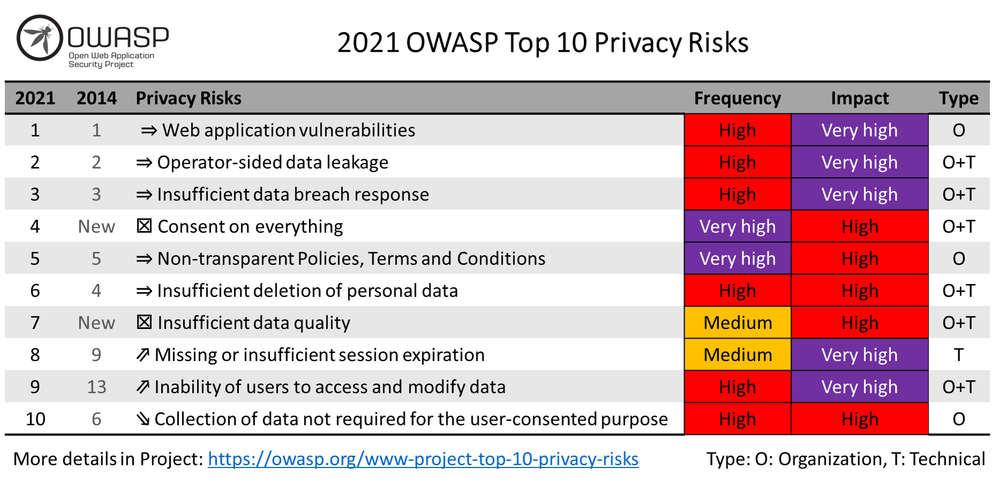 OWASP
Open Web Application
Security Project
2021 OWASP Top 10 Privacy Risks
2021 2014 Privacy Risks Frequency Impact Type
1 1 ⇒ Web application vulnerabilities High Very high O
2 2 ⇒ Operator-sided data leakage High Very high O+T
3 3 ⇒ Insufficient data breach response High Very high O+T
4 New ☒ Consent on everything Very high High O+T
5 5 ⇒ Non-transparent Policies, Terms and Conditions Very high High O
6 4 ⇒ Insufficient deletion of personal data High High O+T
7 New ☒ Insufficient data quality Medium High O+T
8 9 ⇗ Missing or insufficient session expiration Medium Very high T
9 13 ⇗ Inability of users to access and modify data High Very high O+T
10 6 ⇘ Collection of data not required for the user-consented purpose High High O
More details in Project: https://owasp.org/www-project-top-10-privacy-risks Type: O: Organization, T: Technical